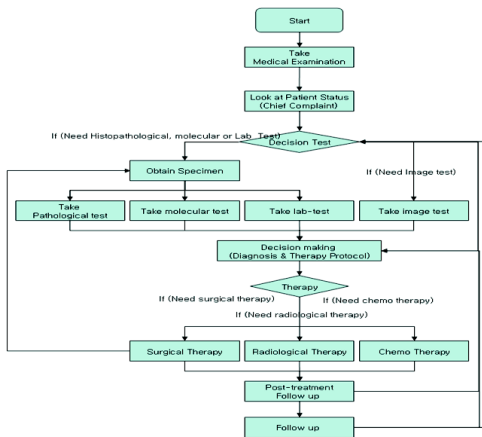 Start
Take
Medical Examination
Look at Patient Status
(Chief Complaint)
If (Need Histopathological, molecular or Lab Test)
Decision Test
If (Need Image test)
Obtain Specimen
Take
Pathological test
Take molecular test
Take lab-test
Take image test
Decision making
(Diagnosis & Therapy Protocol)
Therapy
If (Need surgical therapy)
If (Need chemo therapy)
If (Need radiological therapy)
Surgical Therapy
Radiological Therapy
Chemo Therapy
Post-treatment
Follow up
Follow up